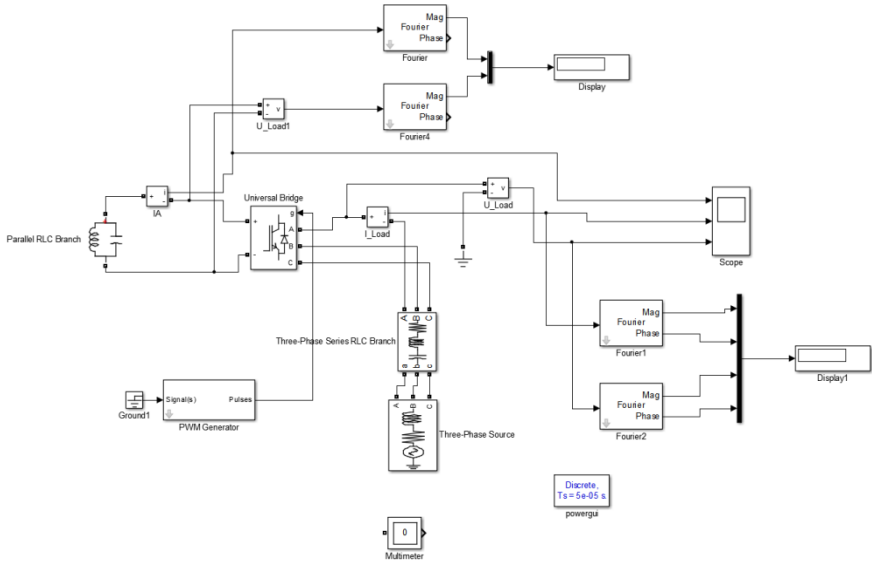 Mag
Fourier
Phase
Fourier
Display
Mag
Fourier
Phase
Fourier4
+
-
v
U_Load1
+
i
-
IA
Universal Bridge
g
+
A
B
-
C
+
-
v
U_Load
+
i
-
I_Load
Scope
Parallel RLC Branch
A
B
C
Three-Phase Series RLC Branch
a
b
c
Mag
Fourier
Phase
Fourier1
Display1
Mag
Fourier
Phase
Fourier2
Ground1
Signal(s)
Pulses
PWM Generator
A
B
C
Three-Phase Source
Discrete,
Ts = 5e-05 s.
powergui
0
Multimeter